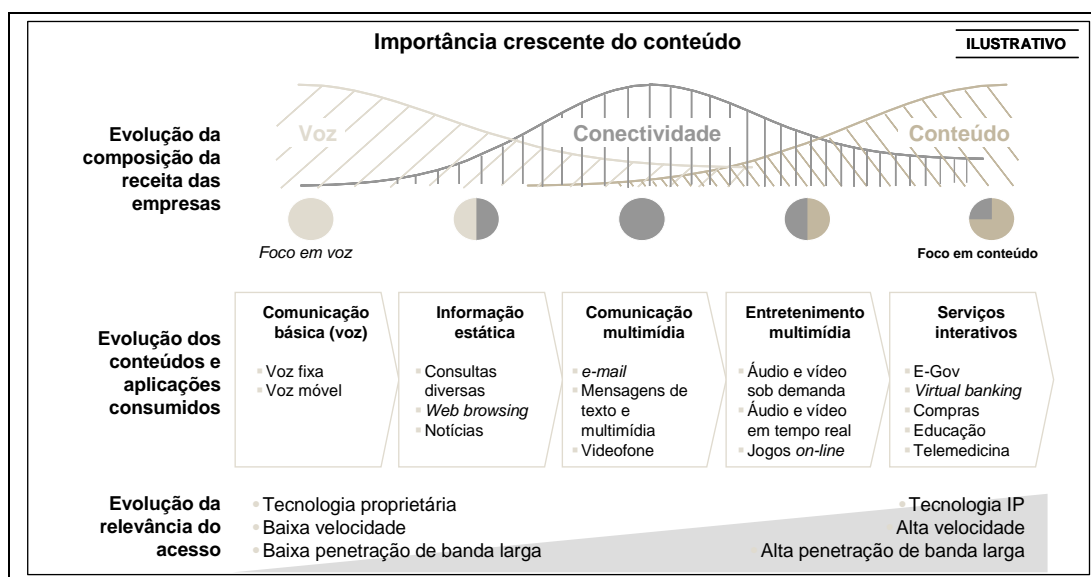 Importância crescente do conteúdo
ILUSTRATIVO
Evolução da
composição da
receita das
empresas
Voz
Conectividade
Conteúdo
Foco em voz
Foco em conteúdo
Evolução dos
conteúdos e
aplicações
consumidos
Comunicação
básica (voz)
Voz fixa
Voz móvel
Informação
estática
Consultas
diversas
Web browsing
Notícias
Comunicação
multimídia
e-mail
Mensagens de
texto e
multimídia
Videofone
Entretenimento
multimídia
Áudio e vídeo
sob demanda
Áudio e vídeo
em tempo real
Jogos on-line
Serviços
interativos
E-Gov
Virtual banking
Compras
Educação
Telemedicina
Evolução da
relevância do
acesso
Tecnologia proprietária
Baixa velocidade
Baixa penetração de banda larga
Tecnologia IP
Alta velocidade
Alta penetração de banda larga